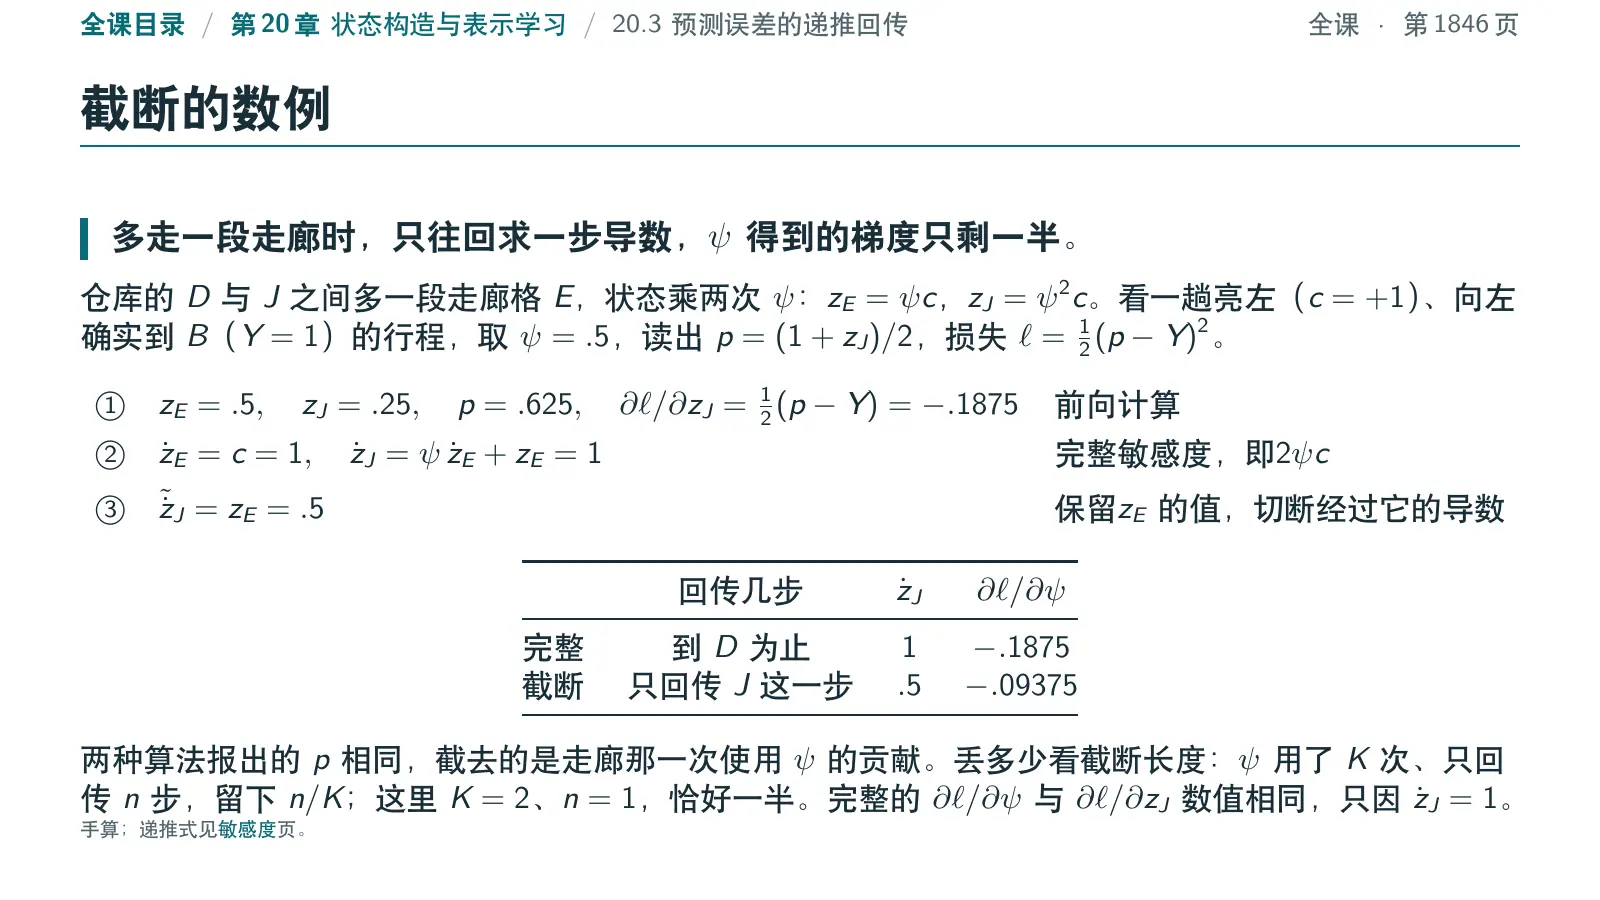 全课目录 / 第 20 章 状态构造与表示学习 / 20.3 预测误差的递推回传
全课 · 第 1846 页
截断的数例
多走一段走廊时，只往回求一步导数，ψ 得到的梯度只剩一半。
仓库的 D 与 J 之间多一段走廊格 E，状态乘两次 ψ：z_E = ψc，z_J = ψ²c。看一趟亮左（c = +1）、向左
确实到 B（Y = 1）的行程，取 ψ = .5，读出 p = (1 + z_J)/2，损失 ℓ = ½(p − Y)²。
① z_E = .5, z_J = .25, p = .625, ∂ℓ/∂z_J = ½(p − Y) = −.1875 前向计算
② ż_E = c = 1, ż_J = ψ ż_E + z_E = 1 完整敏感度，即2ψc
③ ż̃_J = z_E = .5 保留z_E 的值，切断经过它的导数
回传几步 ż_J ∂ℓ/∂ψ
完整 到 D 为止 1 −.1875
截断 只回传 J 这一步 .5 −.09375
两种算法报出的 p 相同，截去的是走廊那一次使用 ψ 的贡献。丢多少看截断长度：ψ 用了 K 次、只回
传 n 步，留下 n/K；这里 K = 2、n = 1，恰好一半。完整的 ∂ℓ/∂ψ 与 ∂ℓ/∂z_J 数值相同，只因 ż_J = 1。
手算；递推式见敏感度页。